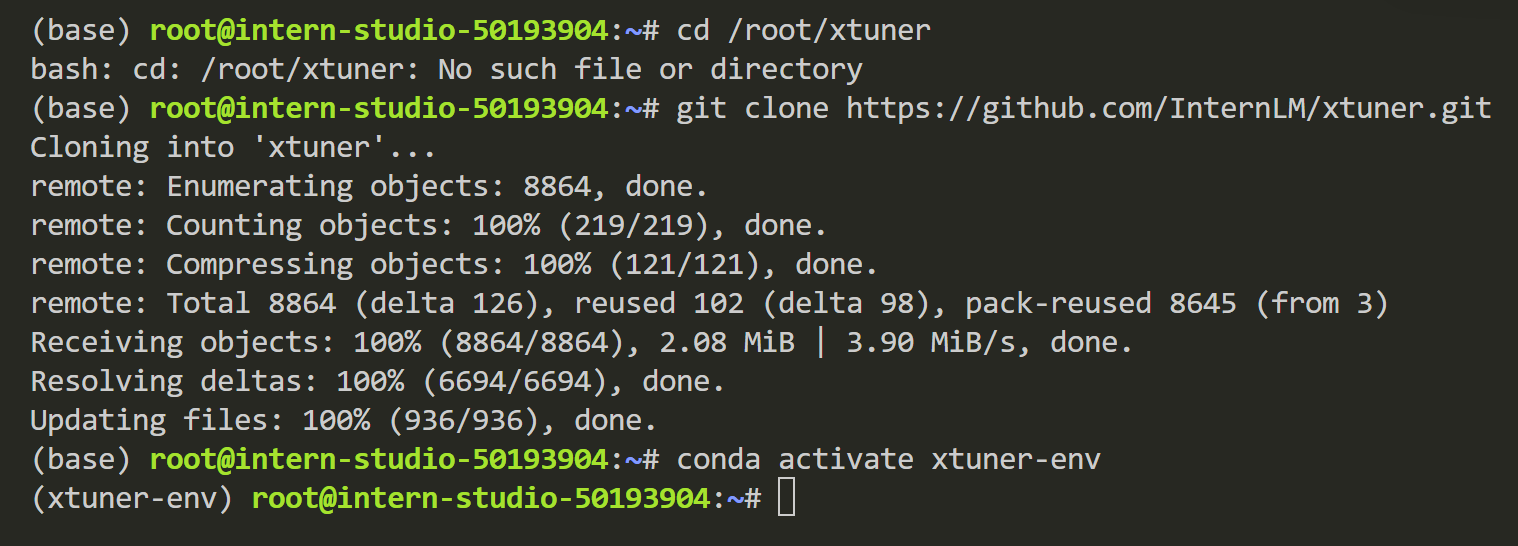 (base) root@intern-studio-50193904:~# cd /root/xtuner
bash: cd: /root/xtuner: No such file or directory
(base) root@intern-studio-50193904:~# git clone https://github.com/InternLM/xtuner.git
Cloning into 'xtuner'...
remote: Enumerating objects: 8864, done.
remote: Counting objects: 100% (219/219), done.
remote: Compressing objects: 100% (121/121), done.
remote: Total 8864 (delta 126), reused 102 (delta 98), pack-reused 8645 (from 3)
Receiving objects: 100% (8864/8864), 2.08 MiB | 3.90 MiB/s, done.
Resolving deltas: 100% (6694/6694), done.
Updating files: 100% (936/936), done.
(base) root@intern-studio-50193904:~# conda activate xtuner-env
(xtuner-env) root@intern-studio-50193904:~#